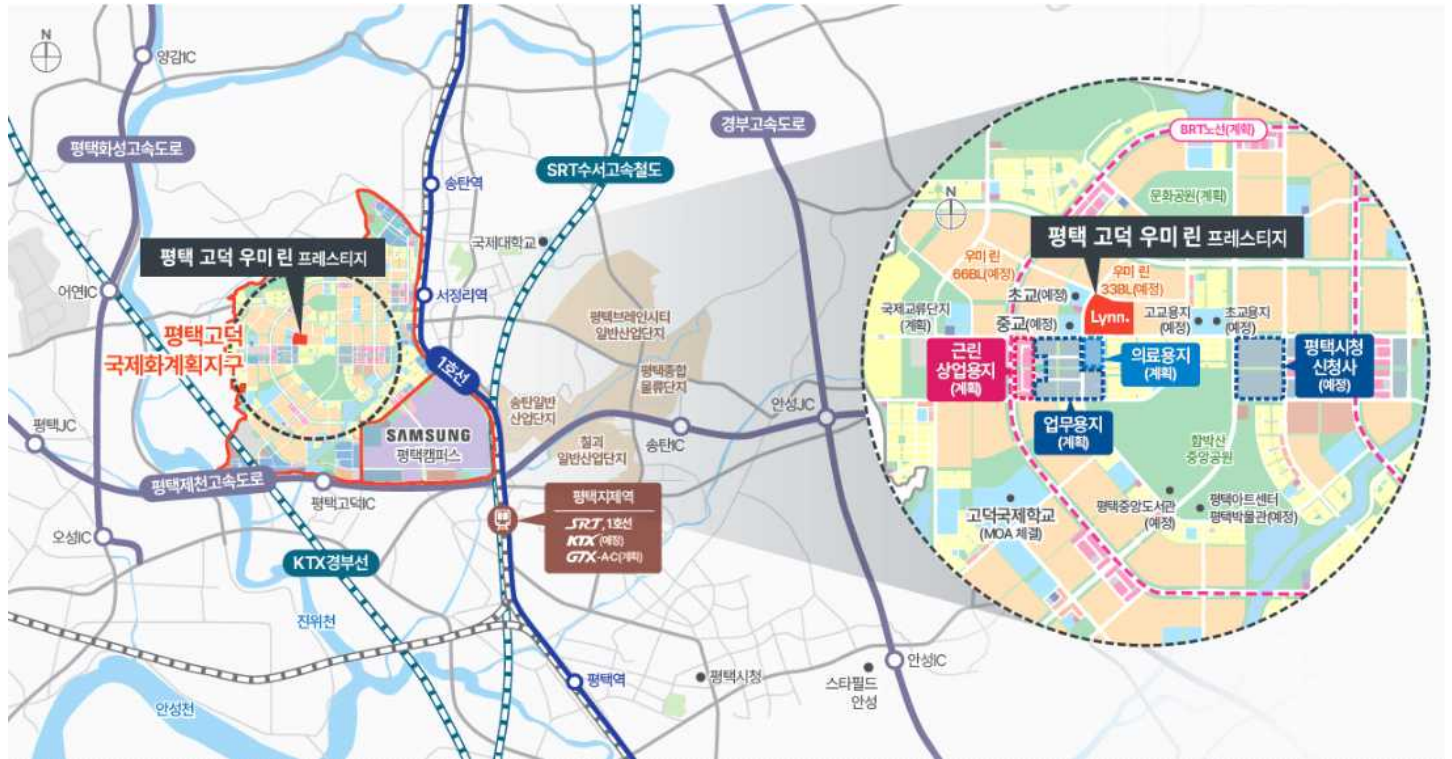 N
양감IC
평택화성고속도로
경부고속도로
SRT수서고속철도
송탄역
국제대학교
평택 고덕 우미 린 프레스티지
어연IC
서정리역
평택고덕
국제화계획지구
평택브레인시티
일반산업단지
1호선
평택종합
물류단지
송탄일반
산업단지
안성JC
평택JC
SAMSUNG
평택캠퍼스
칠괴
일반산업단지
송탄IC
평택제천고속도로
평택고덕IC
평택지제역
SRT, 1호선
KTX (예정)
GTX-AC(계획)
오성IC
KTX경부선
진위천
평택역
평택시청
스타필드
안성
안성IC
안성천
BRT노선(계획)
문화공원(계획)
N
평택 고덕 우미 린 프레스티지
우미 린
66BL(예정)
우미 린
33BL(예정)
국제교류단지
(계획)
초교(예정)
중교(예정)
Lynn.
고교용지
(예정)
초교용지
(예정)
근린
상업용지
(계획)
의료용지
(계획)
평택시청
신청사
(예정)
업무용지
(계획)
함박산
중앙공원
고덕국제학교
(MOA 체결)
평택중앙도서관
(예정)
평택아트센터
평택박물관(예정)